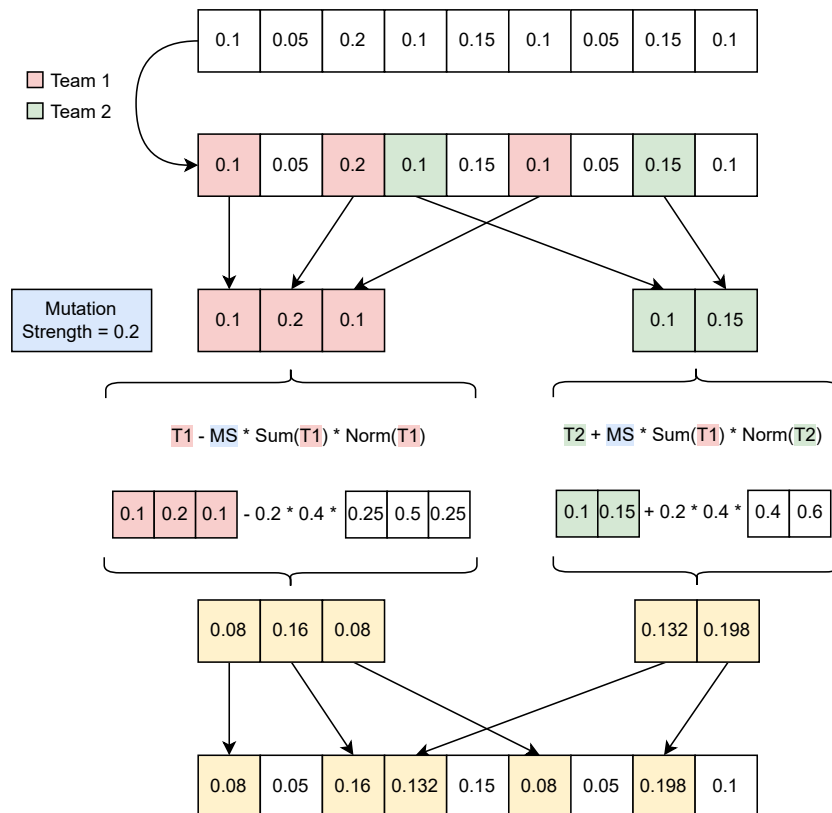 0.1 0.05 0.2 0.1 0.15 0.1 0.05 0.15 0.1
Team 1
Team 2
0.1 0.05 0.2 0.1 0.15 0.1 0.05 0.15 0.1
Mutation
Strength = 0.2
0.1 0.2 0.1
0.1 0.15
T1 - MS * Sum(T1) * Norm(T1)
T2 + MS * Sum(T1) * Norm(T2)
0.1 0.2 0.1 - 0.2 * 0.4 * 0.25 0.5 0.25
0.1 0.15 + 0.2 * 0.4 * 0.4 0.6
0.08 0.16 0.08
0.132 0.198
0.08 0.05 0.16 0.132 0.15 0.08 0.05 0.198 0.1